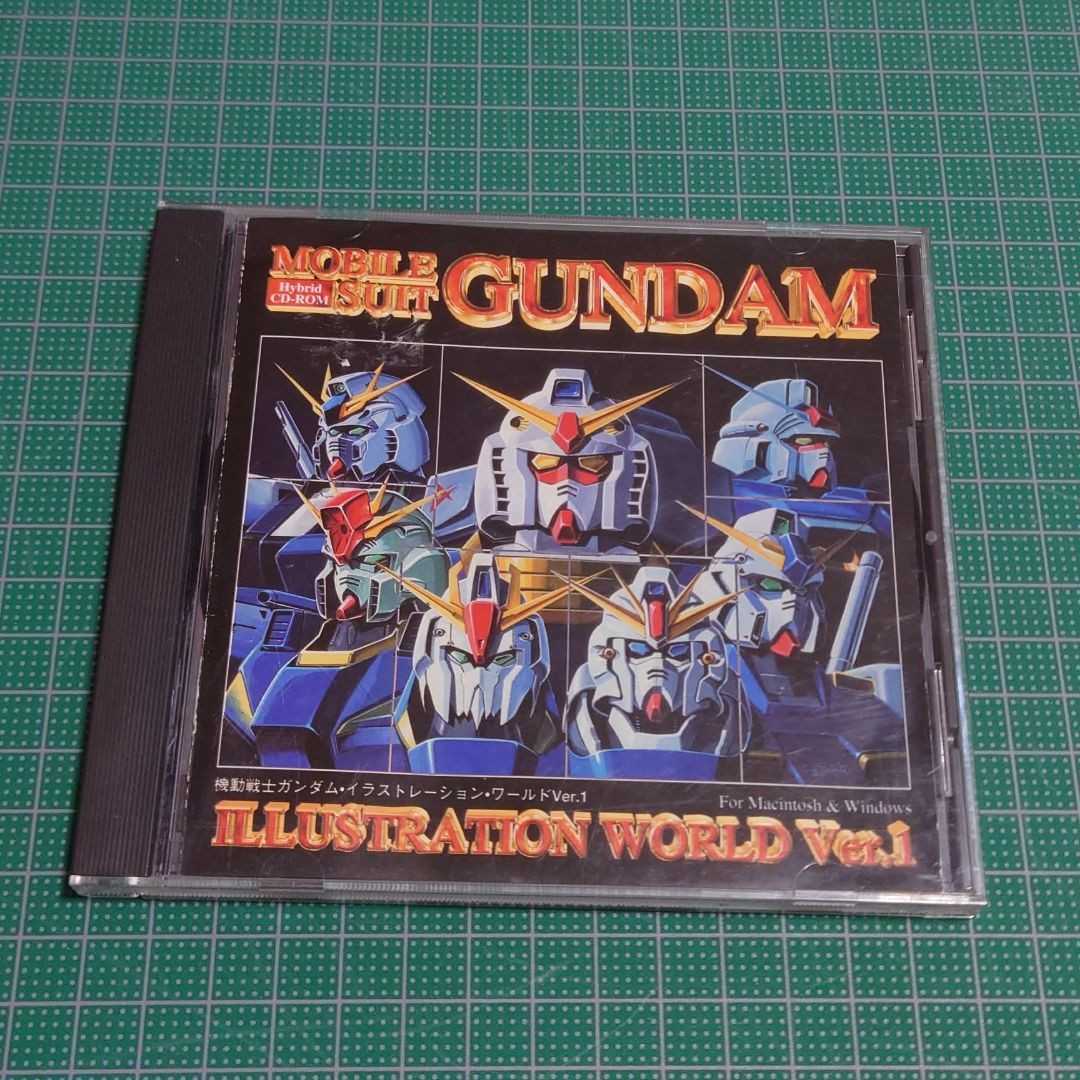 MOBILE SUIT GUNDAM
Hybrid
CD-ROM
機動戦士ガンダム・イラストレーション・ワールドVer.1
For Macintosh & Windows
ILLUSTRATION WORLD Ver.1